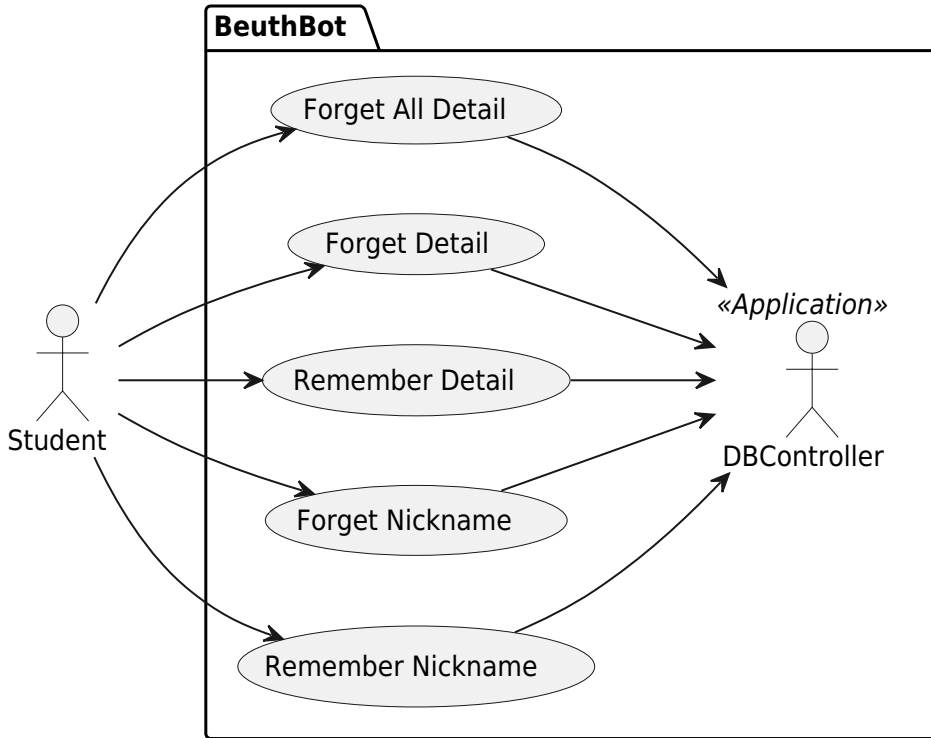 BeuthBot
Forget All Detail
Forget Detail
«Application»
Remember Detail
Student
DBController
Forget Nickname
Remember Nickname